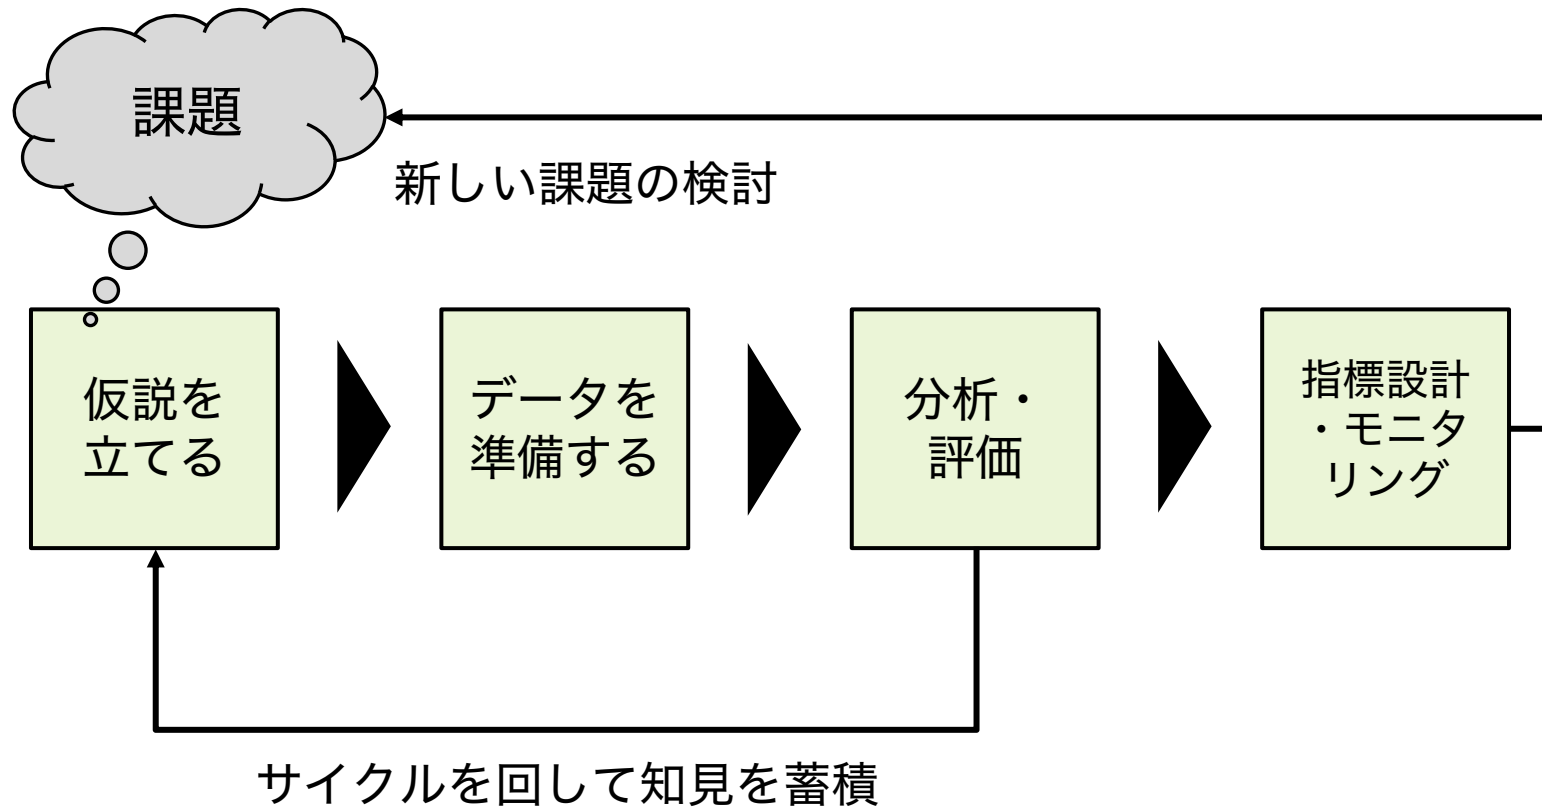 課題
新しい課題の検討
仮説を
立てる
データを
準備する
分析・
評価
指標設計
・モニタ
リング
サイクルを回して知見を蓄積